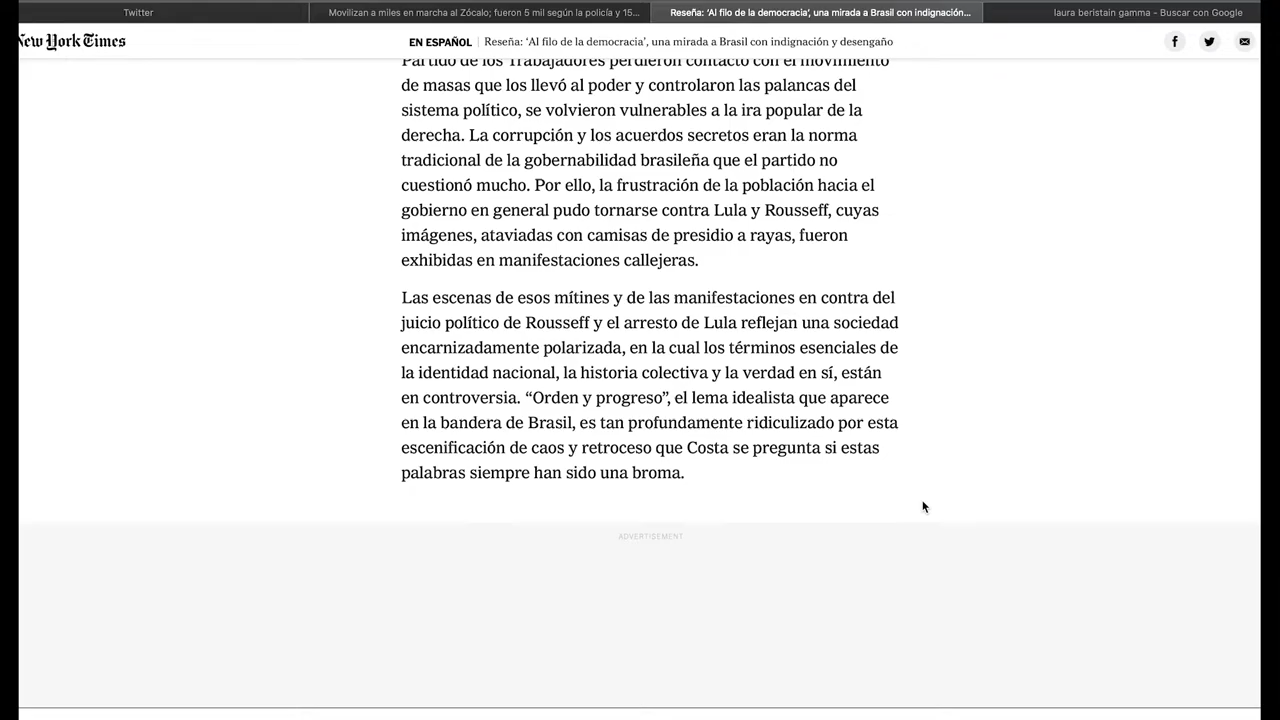 Twitter
Movilizan a miles en marcha al Zócalo; fueron 5 mil según la policía y 15...
Reseña: ‘Al filo de la democracia’, una mirada a Brasil con indignación...
laura beristain gamma - Buscar con Google
New York Times
EN ESPAÑOL | Reseña: ‘Al filo de la democracia’, una mirada a Brasil con indignación y desengaño
Partido de los Trabajadores perdieron contacto con el movimiento
de masas que los llevó al poder y controlaron las palancas del
sistema político, se volvieron vulnerables a la ira popular de la
derecha. La corrupción y los acuerdos secretos eran la norma
tradicional de la gobernabilidad brasileña que el partido no
cuestionó mucho. Por ello, la frustración de la población hacia el
gobierno en general pudo tornarse contra Lula y Rousseff, cuyas
imágenes, ataviadas con camisas de presidio a rayas, fueron
exhibidas en manifestaciones callejeras.
Las escenas de esos mítines y de las manifestaciones en contra del
juicio político de Rousseff y el arresto de Lula reflejan una sociedad
encarnizadamente polarizada, en la cual los términos esenciales de
la identidad nacional, la historia colectiva y la verdad en sí, están
en controversia. “Orden y progreso”, el lema idealista que aparece
en la bandera de Brasil, es tan profundamente ridiculizado por esta
escenificación de caos y retroceso que Costa se pregunta si estas
palabras siempre han sido una broma.
ADVERTISEMENT